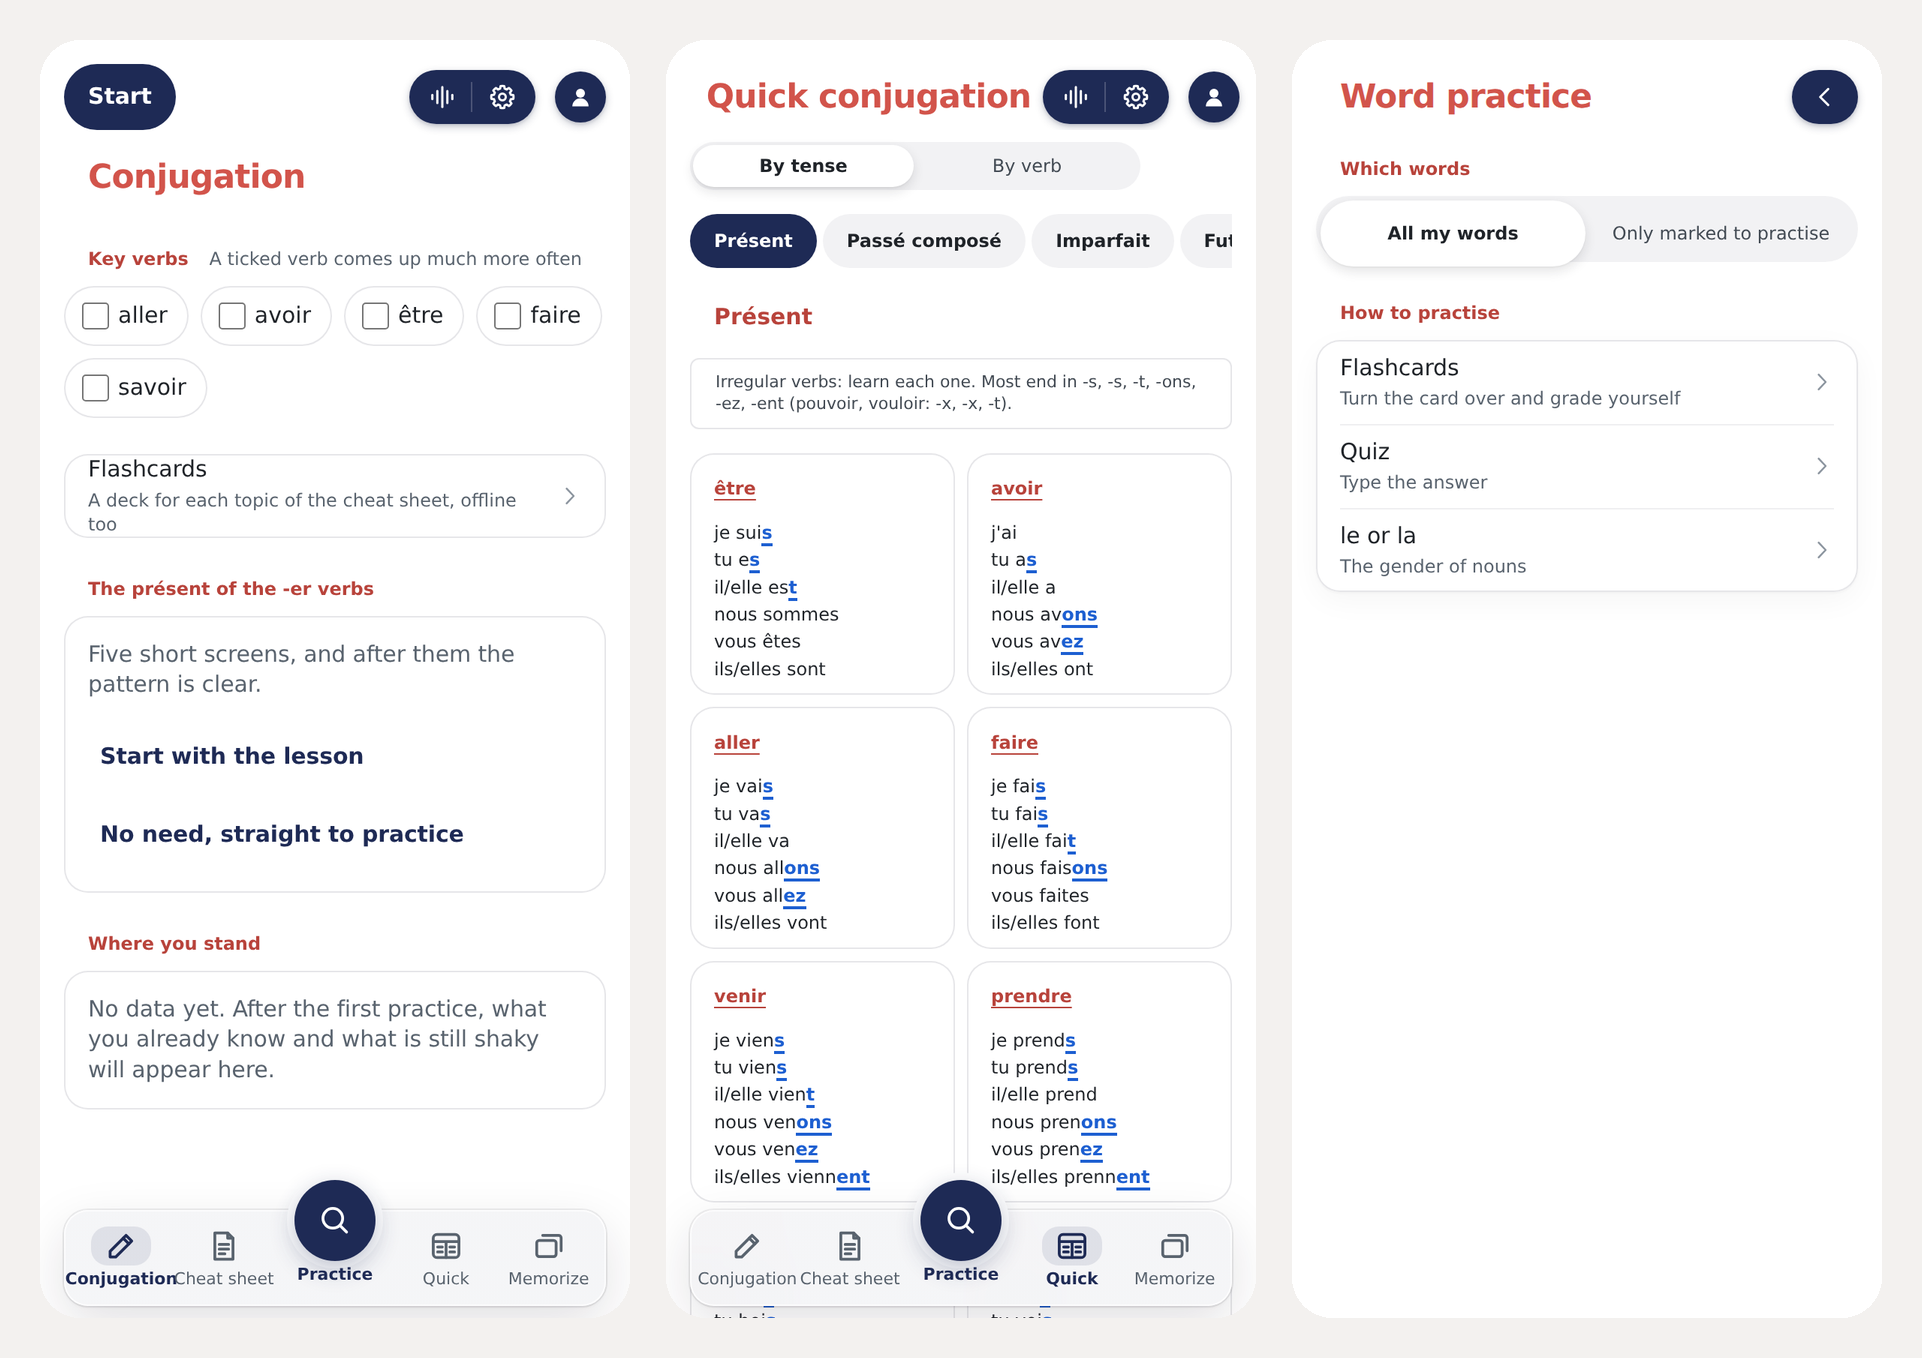 Start
Conjugation
Key verbs A ticked verb comes up much more often
aller avoir être faire
savoir
Flashcards
A deck for each topic of the cheat sheet, offline
too
The présent of the -er verbs
Five short screens, and after them the
pattern is clear.
Start with the lesson
No need, straight to practice
Where you stand
No data yet. After the first practice, what
you already know and what is still shaky
will appear here.
Conjugation Cheat sheet Practice Quick Memorize
Quick conjugation
By tense By verb
Présent Passé composé Imparfait Fut
Présent
Irregular verbs: learn each one. Most end in -s, -s, -t, -ons,
-ez, -ent (pouvoir, vouloir: -x, -x, -t).
être
je suis
tu es
il/elle est
nous sommes
vous êtes
ils/elles sont
avoir
j'ai
tu as
il/elle a
nous avons
vous avez
ils/elles ont
aller
je vais
tu vas
il/elle va
nous allons
vous allez
ils/elles vont
faire
je fais
tu fais
il/elle fait
nous faisons
vous faites
ils/elles font
venir
je viens
tu viens
il/elle vient
nous venons
vous venez
ils/elles viennent
prendre
je prends
tu prends
il/elle prend
nous prenons
vous prenez
ils/elles prennent
Conjugation Cheat sheet Practice Quick Memorize
Word practice
Which words
All my words Only marked to practise
How to practise
Flashcards
Turn the card over and grade yourself
Quiz
Type the answer
le or la
The gender of nouns